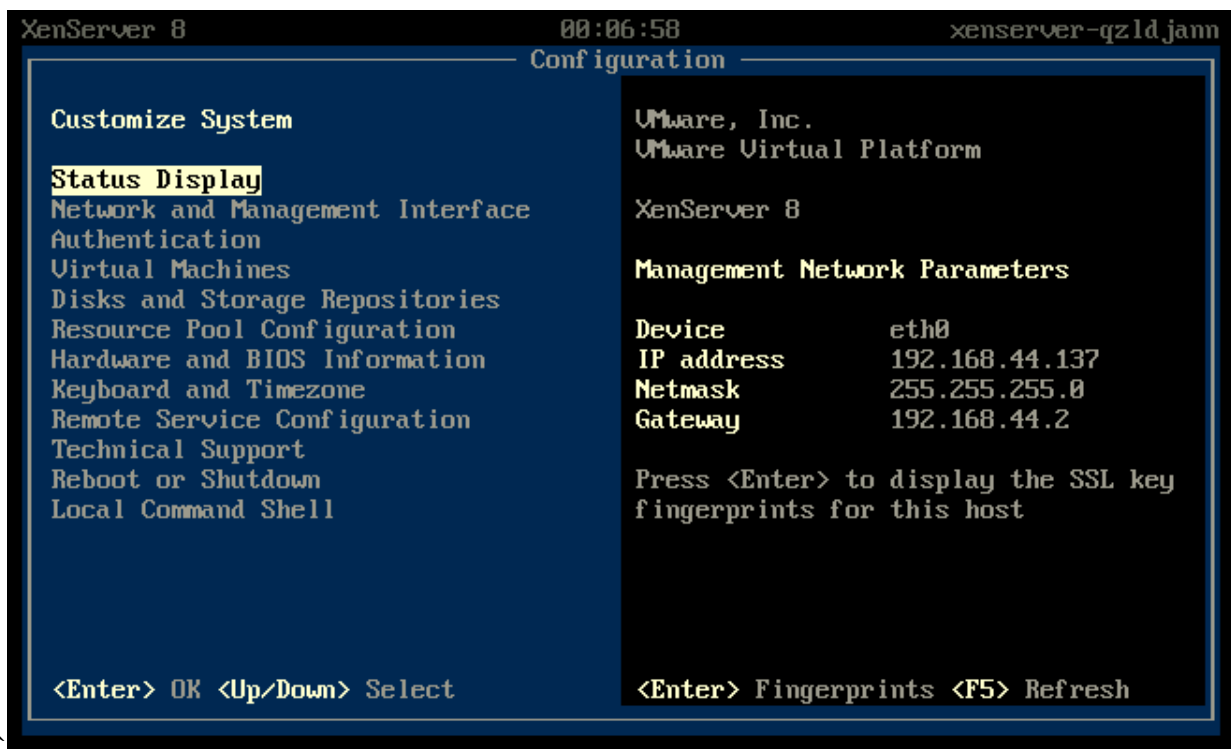 XenServer 8 00:06:58 xenserver-qzldjann
Configuration
Customize System
Status Display
Network and Management Interface
Authentication
Virtual Machines
Disks and Storage Repositories
Resource Pool Configuration
Hardware and BIOS Information
Keyboard and Timezone
Remote Service Configuration
Technical Support
Reboot or Shutdown
Local Command Shell
<Enter> OK <Up/Down> Select
VMware, Inc.
VMware Virtual Platform
XenServer 8
Management Network Parameters
Device eth0
IP address 192.168.44.137
Netmask 255.255.255.0
Gateway 192.168.44.2
Press <Enter> to display the SSL key
fingerprints for this host
<Enter> Fingerprints <F5> Refresh